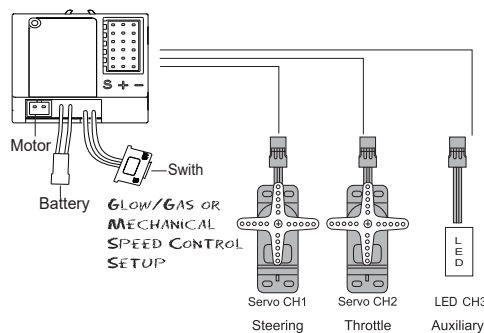 S + -
Motor
Swith
Battery
Glow/Gas or
Mechanical
Speed Control
Setup
LED
Servo CH1
Servo CH2
LED CH3
Steering
Throttle
Auxiliary